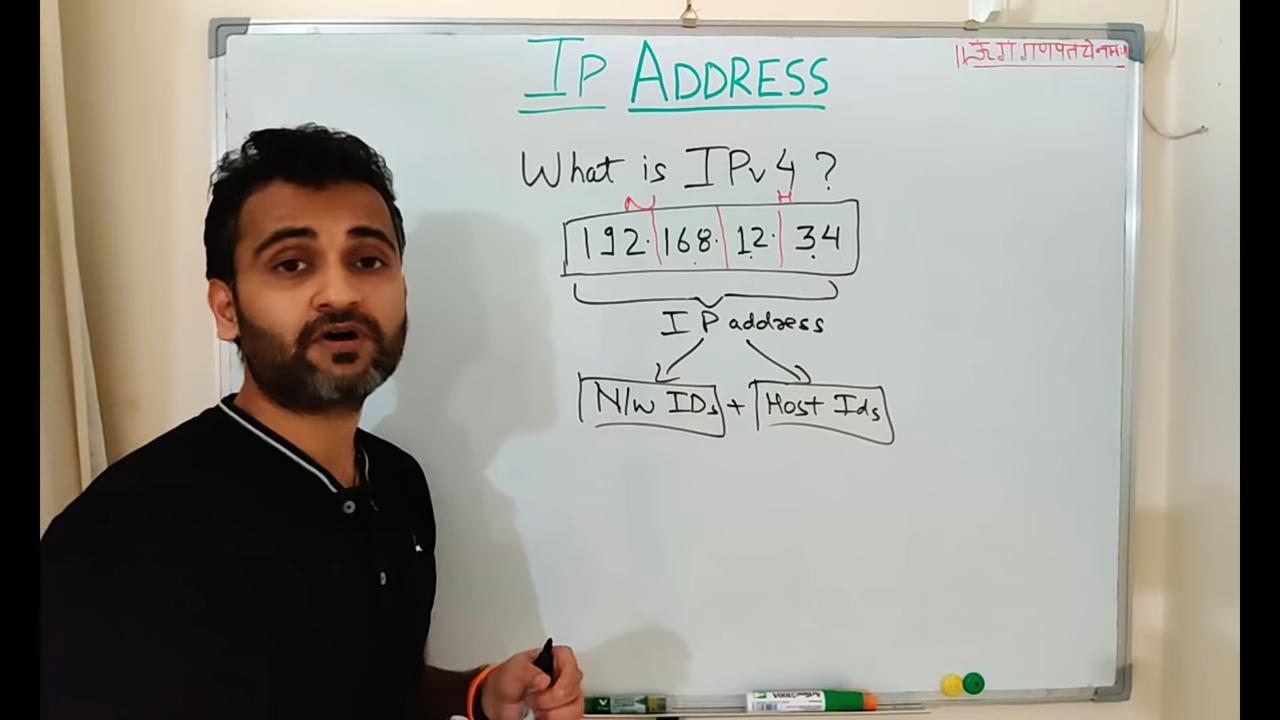 IP ADDRESS
॥ॐ गं गणपतये नमः॥
What is IPv4?
N H
192.168.12.34
IP address
N/w IDs + Host Ids